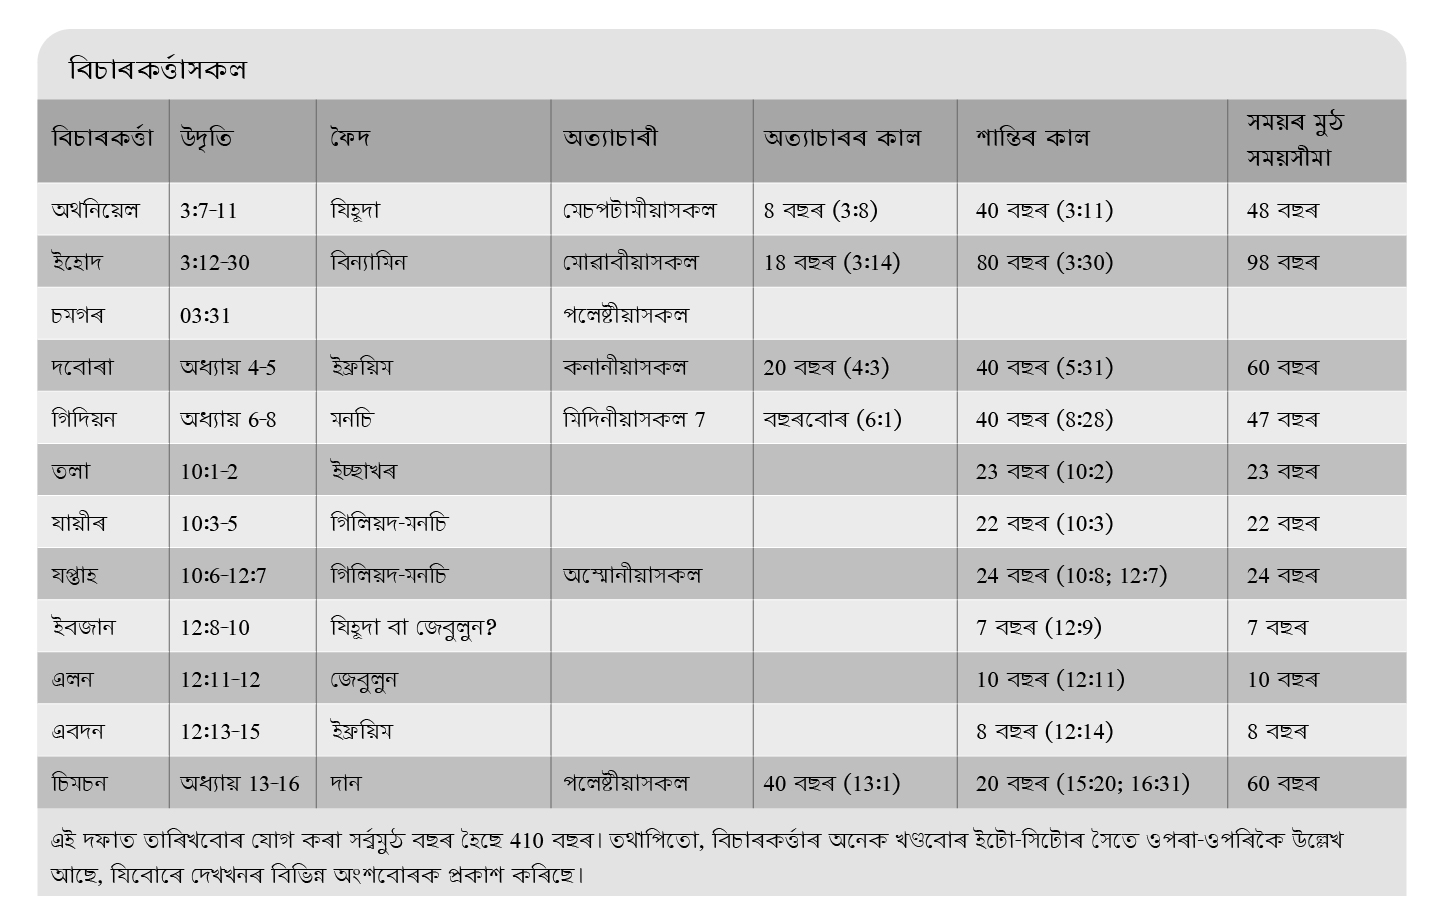 বিচাৰকৰ্ত্তাসকল
বিচাৰকৰ্ত্তা উদৃতি ফৈদ অত্যাচাৰী অত্যাচাৰৰ কাল শান্তিৰ কাল সময়ৰ মুঠ সময়সীমা
অথনিয়েল 3:7-11 যিহূদা মেচপটামীয়াসকল 8 বছৰ (3:8) 40 বছৰ (3:11) 48 বছৰ
ইহোদ 3:12-30 বিন্যামিন মোৱাবীয়াসকল 18 বছৰ (3:14) 80 বছৰ (3:30) 98 বছৰ
চমগৰ 03:31 পলেষ্টীয়াসকল
দবোৰা অধ্যায় 4-5 ইফ্ৰয়িম কনানীয়াসকল 20 বছৰ (4:3) 40 বছৰ (5:31) 60 বছৰ
গিদিয়ন অধ্যায় 6-8 মনচি মিদিনীয়াসকল 7 বছৰবোৰ (6:1) 40 বছৰ (8:28) 47 বছৰ
তলা 10:1-2 ইচ্ছাখৰ 23 বছৰ (10:2) 23 বছৰ
যায়ীৰ 10:3-5 গিলিয়দ-মনচি 22 বছৰ (10:3) 22 বছৰ
যপ্তাহ 10:6-12:7 গিলিয়দ-মনচি অম্মোনীয়াসকল 24 বছৰ (10:8; 12:7) 24 বছৰ
ইবজান 12:8-10 যিহূদা বা জেবুলুন? 7 বছৰ (12:9) 7 বছৰ
এলন 12:11-12 জেবুলুন 10 বছৰ (12:11) 10 বছৰ
এবদন 12:13-15 ইফ্ৰয়িম 8 বছৰ (12:14) 8 বছৰ
চিমচন অধ্যায় 13-16 দান পলেষ্টীয়াসকল 40 বছৰ (13:1) 20 বছৰ (15:20; 16:31) 60 বছৰ
এই দফাত তাৰিখবোৰ যোগ কৰা সৰ্ব্বমুঠ বছৰ হৈছে 410 বছৰ। তথাপিতো, বিচাৰকৰ্ত্তাৰ অনেক খণ্ডবোৰ ইটো-সিটোৰ সৈতে ওপৰা-ওপৰিকৈ উল্লেখ
আছে, যিবোৰে দেখখনৰ বিভিন্ন অংশবোৰক প্ৰকাশ কৰিছে।